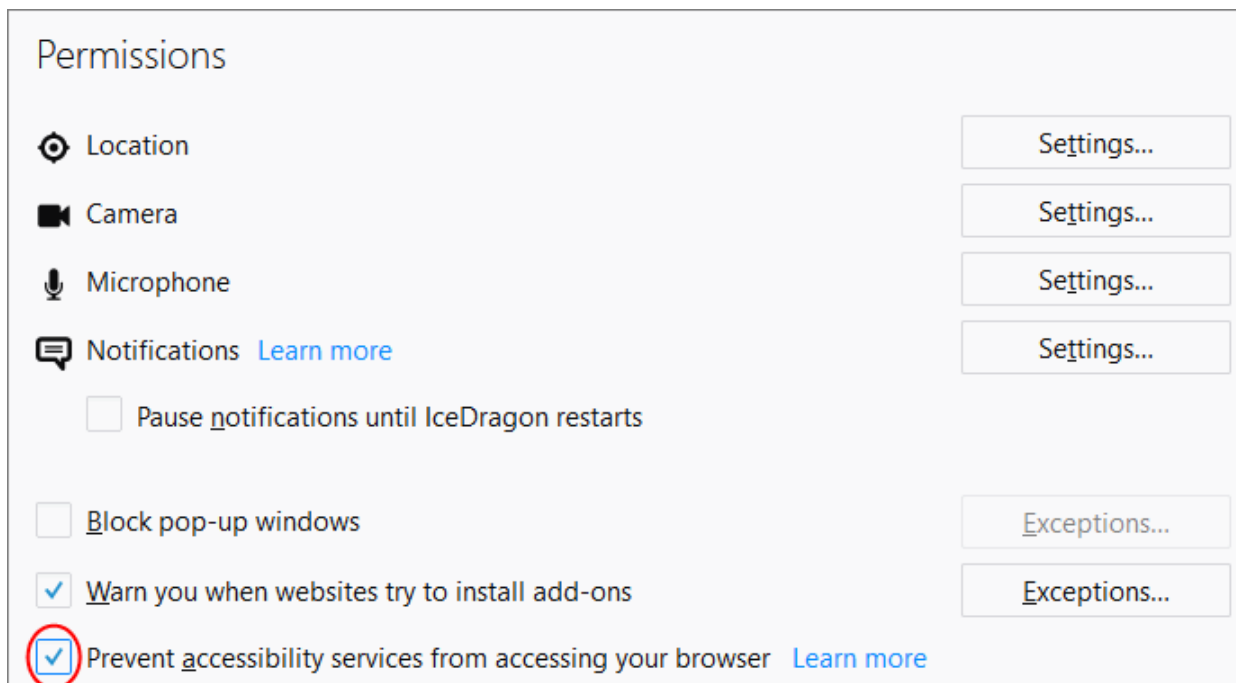 Permissions
Location Settings...
Camera Settings...
Microphone Settings...
Notifications Learn more Settings...
Pause notifications until IceDragon restarts
Block pop-up windows Exceptions...
Warn you when websites try to install add-ons Exceptions...
Prevent accessibility services from accessing your browser Learn more